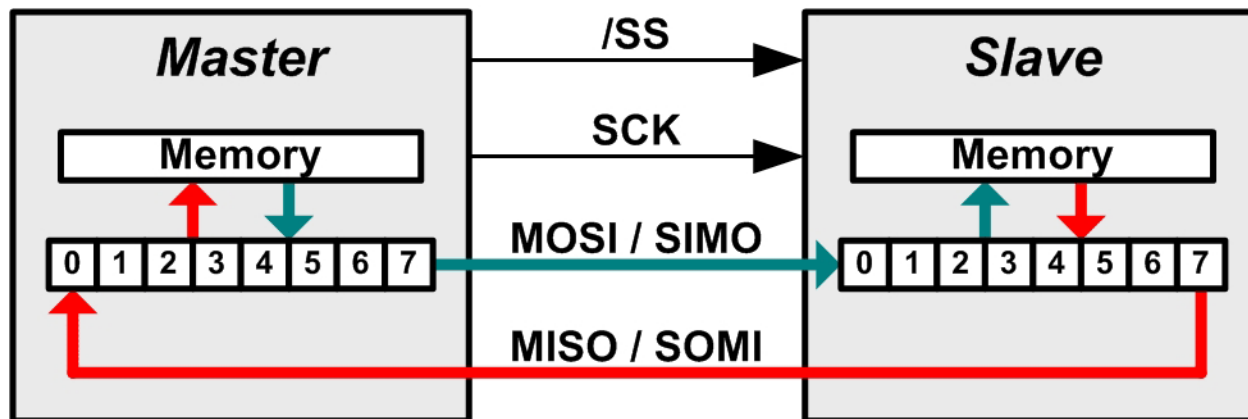 Master
/SS
Slave
SCK
Memory
Memory
MOSI / SIMO
0 1 2 3 4 5 6 7
0 1 2 3 4 5 6 7
MISO / SOMI